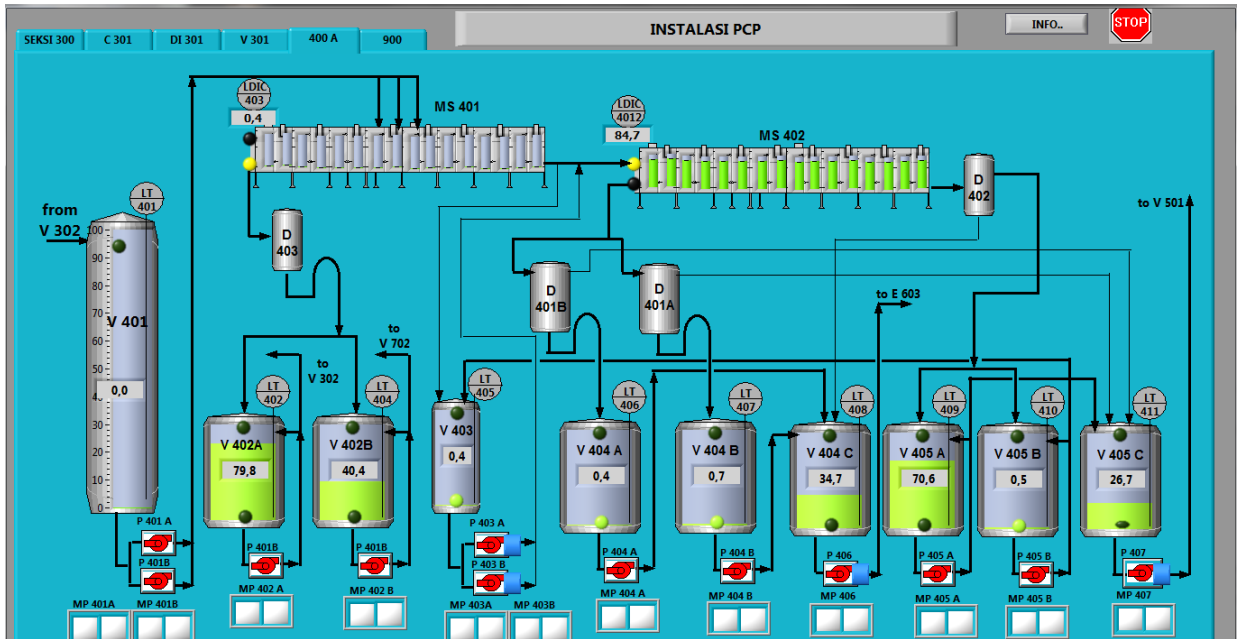 INSTALASI PCP
INFO..
STOP
SEKSI 300
C 301
DI 301
V 301
400 A
900
LDIC
403
0,4
MS 401
LDIC
4012
84,7
MS 402
D
402
to V 501
LT
401
from
V 302
100
90
80
70
60
50
40
30
20
10
0
V 401
0,0
D
403
D
401B
D
401A
to E 603
to
V 302
to
V 702
LT
402
LT
404
LT
405
LT
406
LT
407
LT
408
LT
409
LT
410
LT
411
V 402A
79,8
V 402B
40,4
V 403
0,4
V 404 A
0,4
V 404 B
0,7
V 404 C
34,7
V 405 A
70,6
V 405 B
0,5
V 405 C
26,7
P 401 A
P 401B
P 401B
P 401B
P 403 A
P 403 B
P 404 A
P 404 B
P 406
P 405 A
P 405 B
P 407
MP 401A
MP 401B
MP 402 A
MP 402 B
MP 403A
MP 403B
MP 404 A
MP 404 B
MP 406
MP 405 A
MP 405 B
MP 407